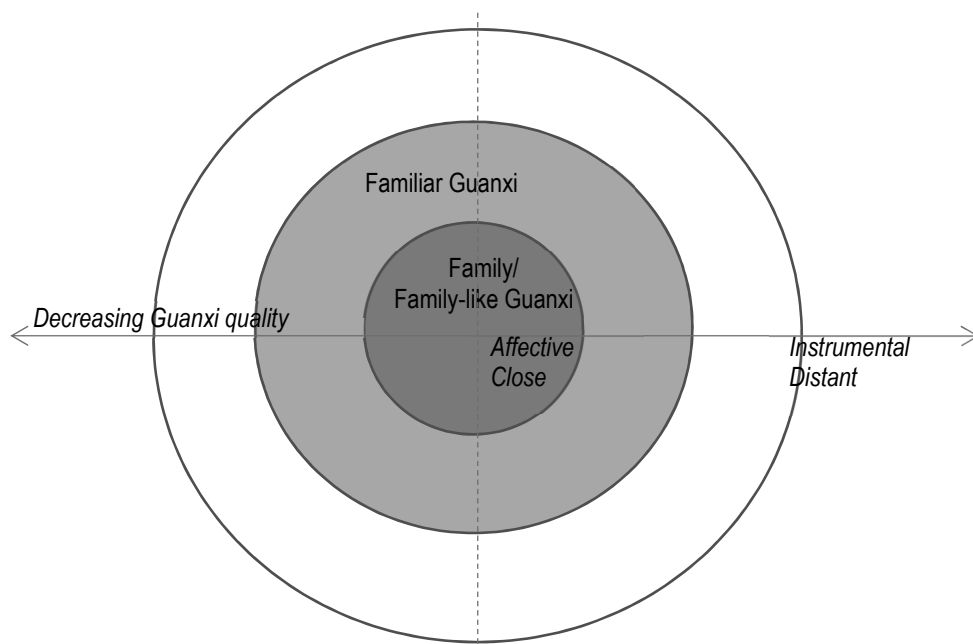 Familiar Guanxi
Family/
Family-like Guanxi
Decreasing Guanxi quality
Affective
Close
Instrumental
Distant